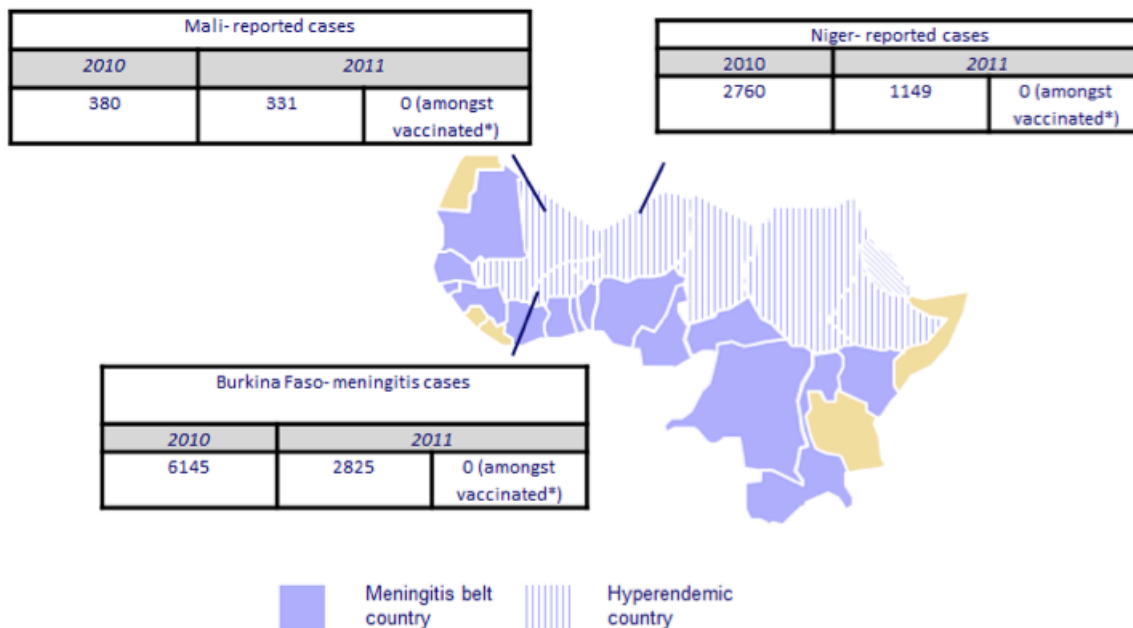 Mali- reported cases
2010 2011
380 331 0 (amongst
vaccinated*)
Niger- reported cases
2010 2011
2760 1149 0 (amongst
vaccinated*)
Burkina Faso- meningitis cases
2010 2011
6145 2825 0 (amongst
vaccinated*)
Meningitis belt
country
Hyperendemic
country